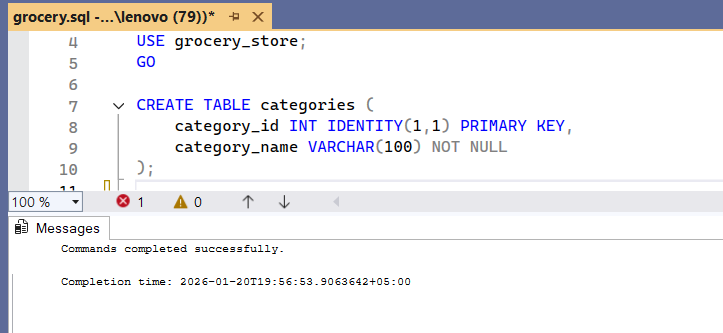 grocery.sql -...\lenovo (79))*
4 USE grocery_store;
5 GO
6
7 CREATE TABLE categories (
8 category_id INT IDENTITY(1,1) PRIMARY KEY,
9 category_name VARCHAR(100) NOT NULL
10 );
11
100 % 1 0
Messages
Commands completed successfully.
Completion time: 2026-01-20T19:56:53.9063642+05:00